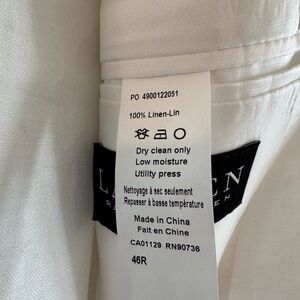 PO 4900122051
100% Linen-Lin
Dry clean only
Low moisture
Utility press
Nettoyage à sec seulement
Repasser à basse température
Made in China
Fait en Chine
CA01129 RN90736
46R